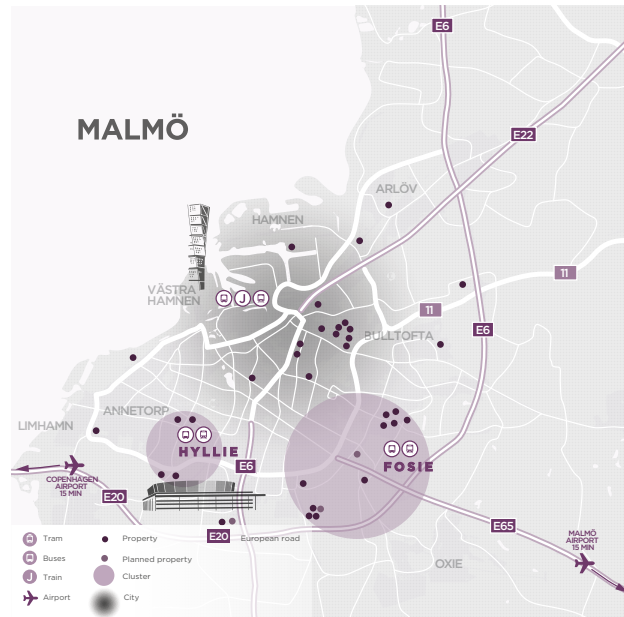 E6
MALMÖ
E22
ARLÖV
HAMNEN
11
VÄSTRA
HAMNEN
J
11
E6
BULLTOFTA
ANNETORP
LIMHAMN
HYLLIE
FOSIE
E6
COPENHAGEN
AIRPORT
15 MIN
E20
E65
E20
European road
MALMÖ
AIRPORT
15 MIN
OXIE
Tram
Property
Buses
Planned property
J
Train
Cluster
Airport
City